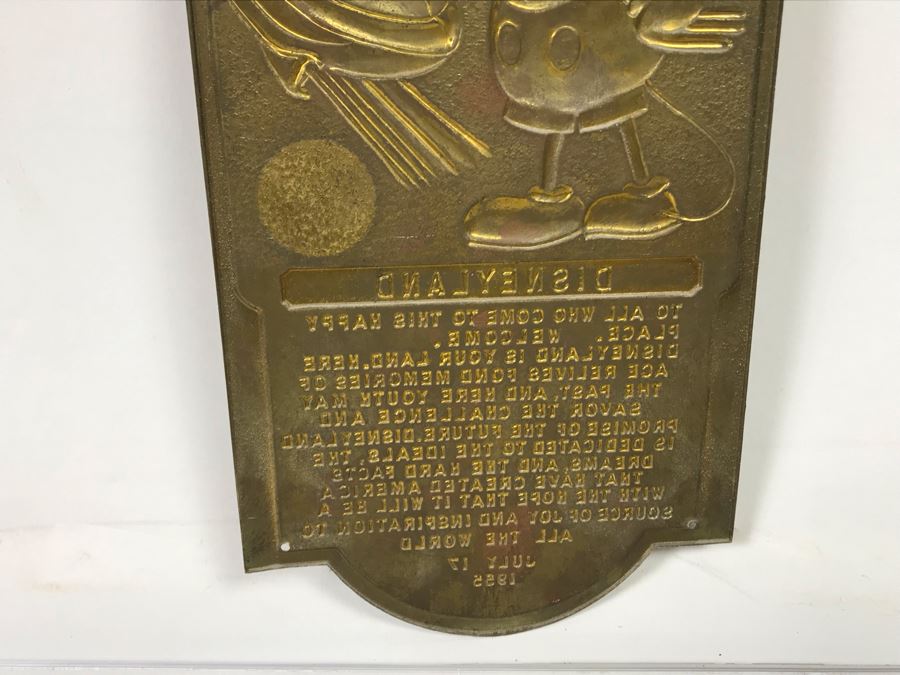 DISNEYLAND
TO ALL WHO COME TO THIS HAPPY
PLACE. WELCOME.
DISNEYLAND IS YOUR LAND.HERE
ACE RELIVES FOND MEMORIES OF
THE PAST, AND HERE YOUTH MAY
SAVOR THE CHALLENGE AND
PROMISE OF THE FUTURE.DISNEYLAND
IS DEDICATED TO THE IDEALS, THE
DREAMS, AND THE HARD FACTS
THAT HAVE CREATED AMERICA
WITH THE HOPE THAT IT WILL BE A
SOURCE OF JOY AND INSPIRATION TO
ALL THE WORLD
JULY 17
1955